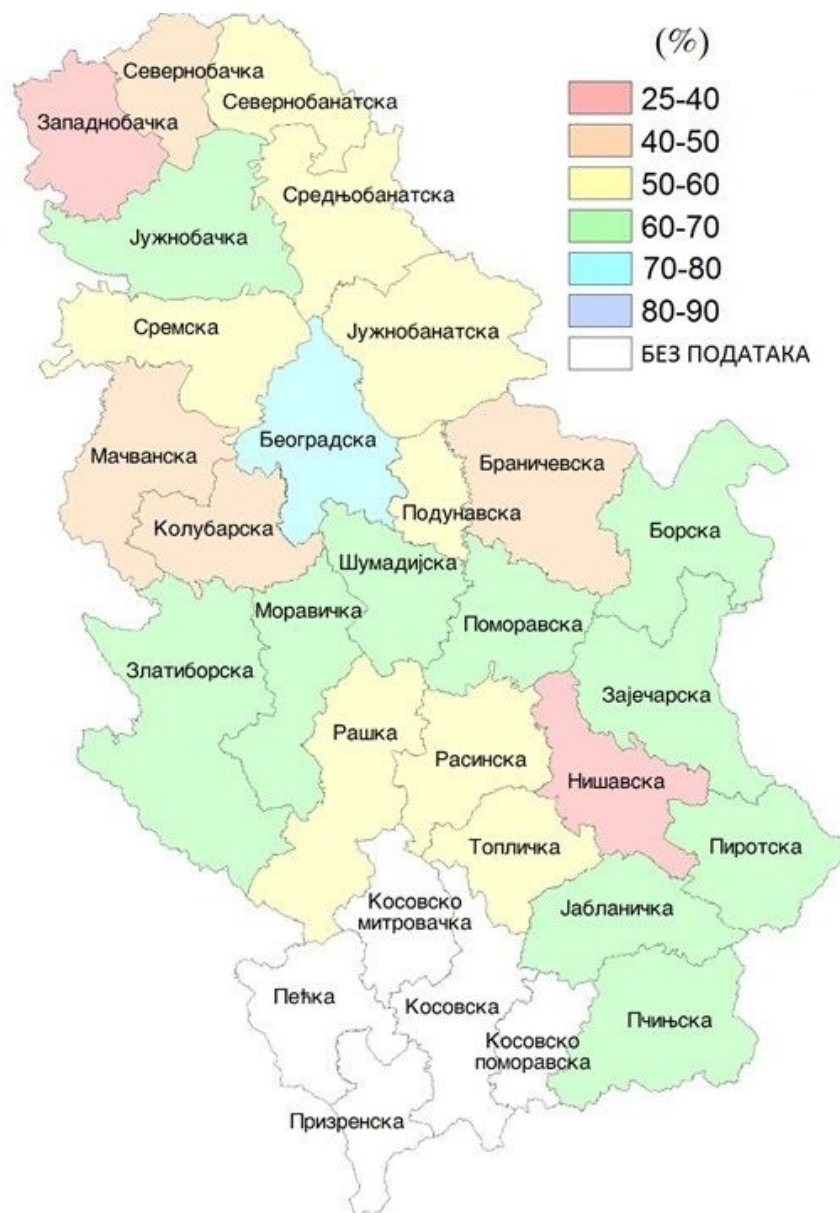 (%)
25-40
40-50
50-60
60-70
70-80
80-90
БЕЗ ПОДАТАКА
Севернобачка
Западнобачка
Севернобанатска
Средњобанатска
Јужнобачка
Сремска
Јужнобанатска
Београдска
Мачванска
Браничевска
Колубарска
Подунавска
Борска
Шумадијска
Моравичка
Поморавска
Златиборска
Зајечарска
Рашка
Расинска
Нишавска
Топличка
Пиротска
Косовско
митровачка
Јабланичка
Пећка
Косовска
Пчињска
Косовско
поморавска
Призренска